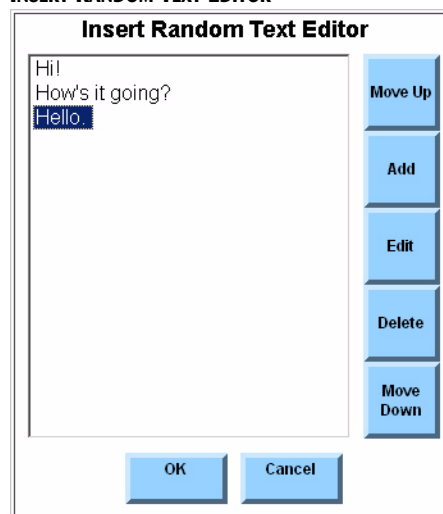 INSERT RANDOM TEXT EDITOR
Insert Random Text Editor
Hi!
How's it going?
Hello.
Move Up
Add
Edit
Delete
Move
Down
OK
Cancel